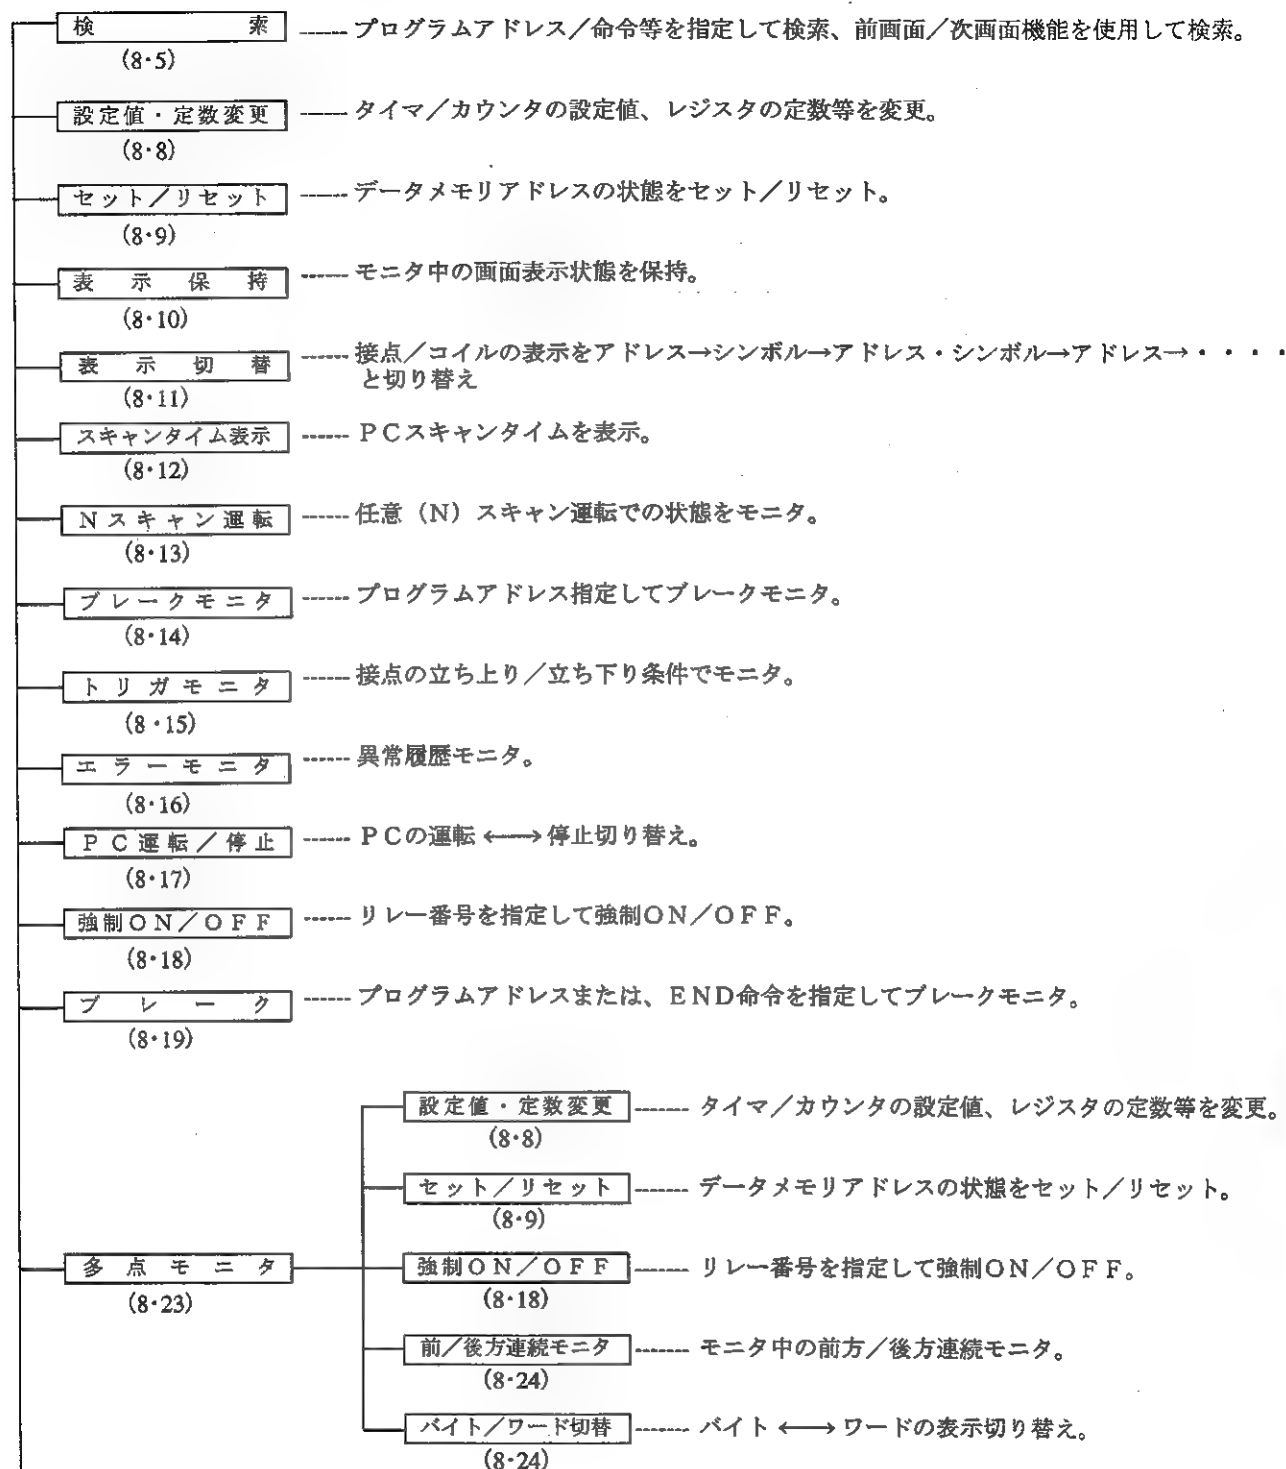 検索 ------ プログラムアドレス／命令等を指定して検索、前画面／次画面機能を使用して検索。
(8・5)
設定値・定数変更 ------ タイマ／カウンタの設定値、レジスタの定数等を変更。
(8・8)
セット／リセット ------ データメモリアドレスの状態をセット／リセット。
(8・9)
表示保持 ------ モニタ中の画面表示状態を保持。
(8・10)
表示切替 ------ 接点／コイルの表示をアドレス→シンボル→アドレス・シンボル→アドレス→・・・・
と切り替え
(8・11)
スキャンタイム表示 ------ ＰＣスキャンタイムを表示。
(8・12)
Ｎスキャン運転 ------ 任意（Ｎ）スキャン運転での状態をモニタ。
(8・13)
ブレークモニタ ------ プログラムアドレス指定してブレークモニタ。
(8・14)
トリガモニタ ------ 接点の立ち上り／立ち下り条件でモニタ。
(8・15)
エラーモニタ ------ 異常履歴モニタ。
(8・16)
ＰＣ運転／停止 ------ ＰＣの運転 ←→ 停止切り替え。
(8・17)
強制ＯＮ／ＯＦＦ ------ リレー番号を指定して強制ＯＮ／ＯＦＦ。
(8・18)
ブレーク ------ プログラムアドレスまたは、ＥＮＤ命令を指定してブレークモニタ。
(8・19)
設定値・定数変更 ------- タイマ／カウンタの設定値、レジスタの定数等を変更。
(8・8)
セット／リセット ------- データメモリアドレスの状態をセット／リセット。
(8・9)
多点モニタ 強制ＯＮ／ＯＦＦ ------- リレー番号を指定して強制ＯＮ／ＯＦＦ。
(8・23) (8・18)
前／後方連続モニタ ------- モニタ中の前方／後方連続モニタ。
(8・24)
バイト／ワード切替 ------- バイト ←→ ワードの表示切り替え。
(8・24)